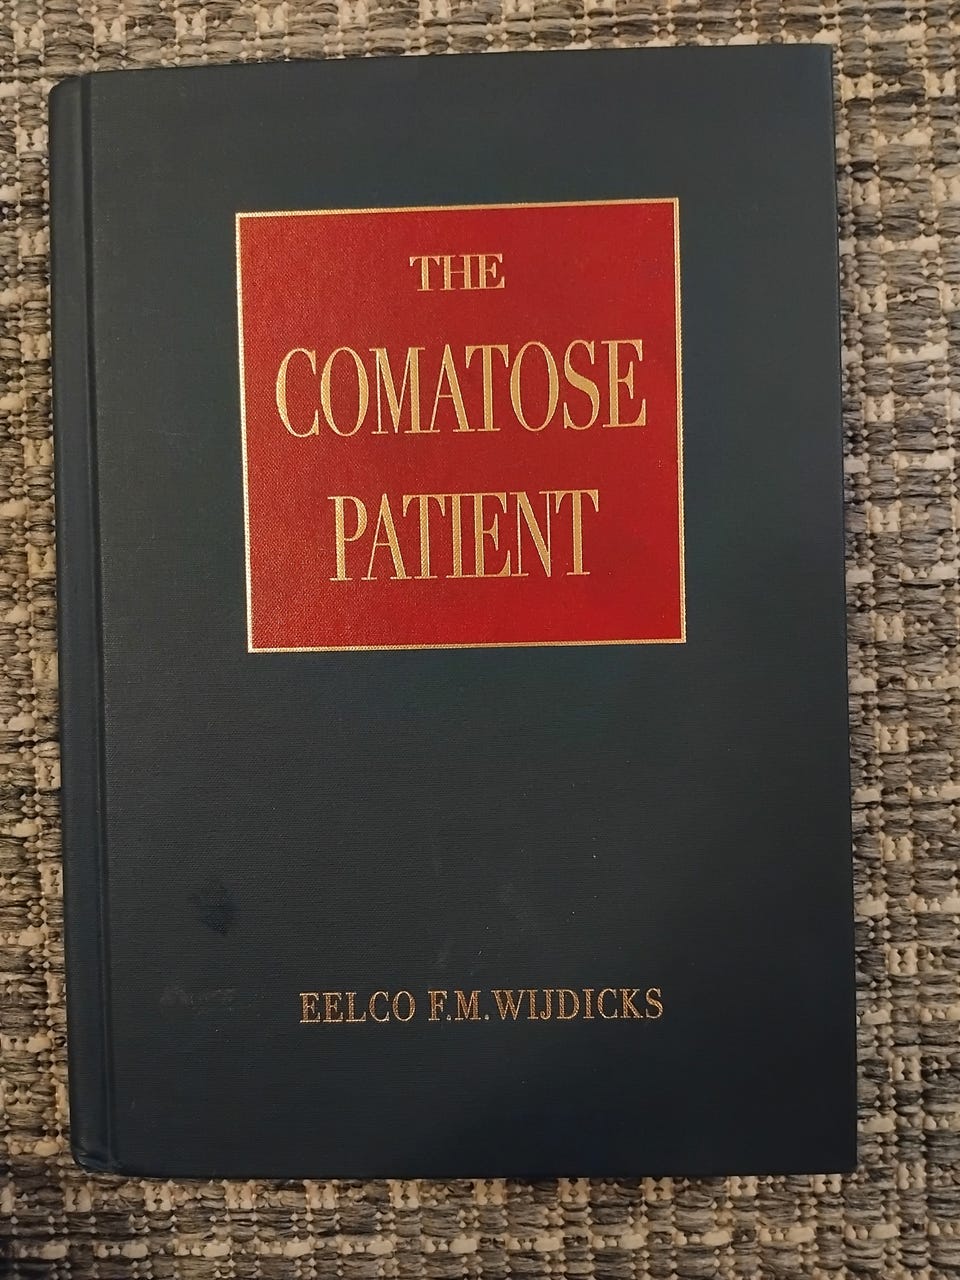 THE
COMATOSE
PATIENT
EELCO F.M. WIJDICKS